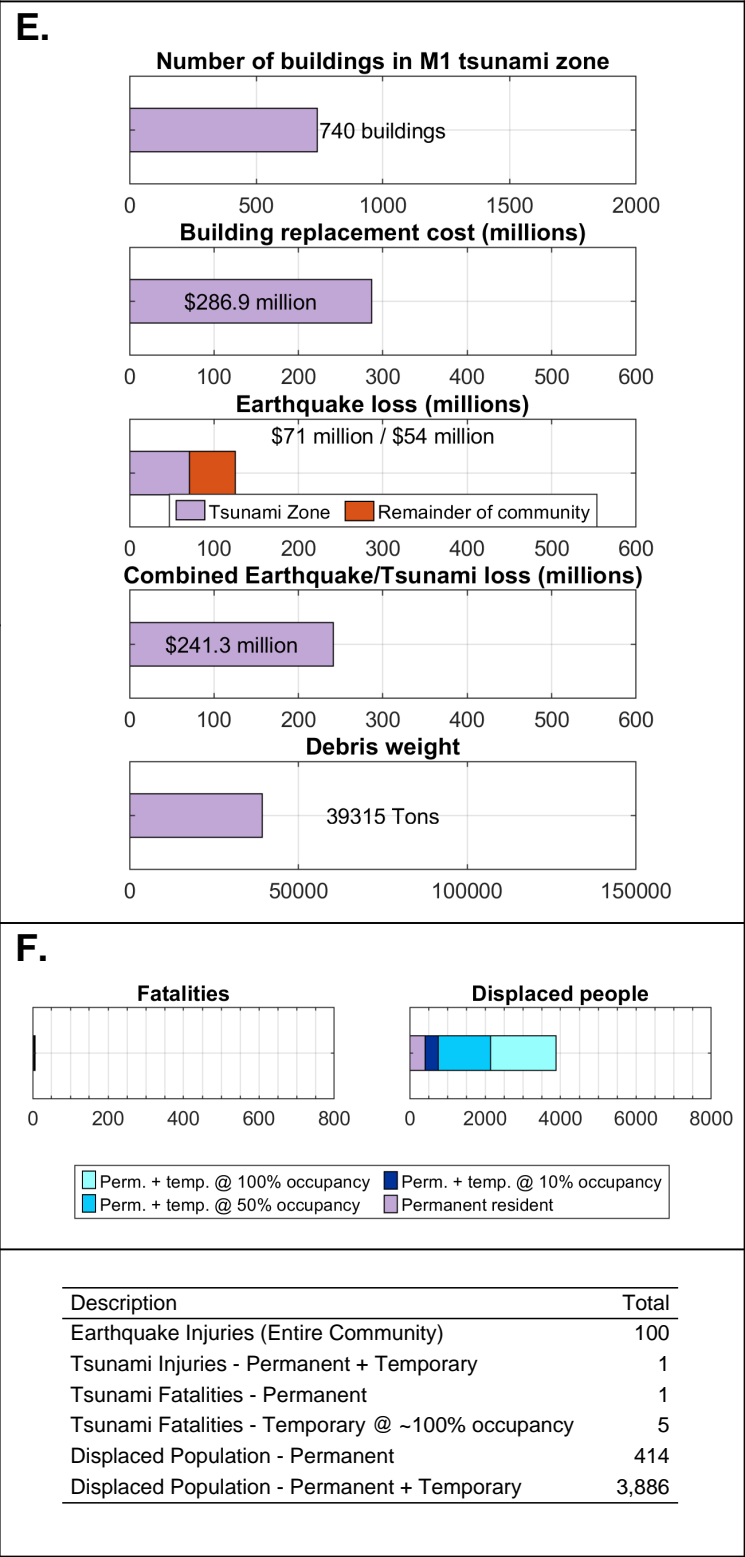 E.
Number of buildings in M1 tsunami zone
740 buildings
0 500 1000 1500 2000
Building replacement cost (millions)
$286.9 million
0 100 200 300 400 500 600
Earthquake loss (millions)
$71 million / $54 million
Tsunami Zone Remainder of community
0 100 200 300 400 500 600
Combined Earthquake/Tsunami loss (millions)
$241.3 million
0 100 200 300 400 500 600
Debris weight
39315 Tons
0 50000 100000 150000
F.
Fatalities Displaced people
0 200 400 600 800 0 2000 4000 6000 8000
Perm. + temp. @ 100% occupancy Perm. + temp. @ 10% occupancy
Perm. + temp. @ 50% occupancy Permanent resident
Description Total
Earthquake Injuries (Entire Community) 100
Tsunami Injuries - Permanent + Temporary 1
Tsunami Fatalities - Permanent 1
Tsunami Fatalities - Temporary @ ~100% occupancy 5
Displaced Population - Permanent 414
Displaced Population - Permanent + Temporary 3,886